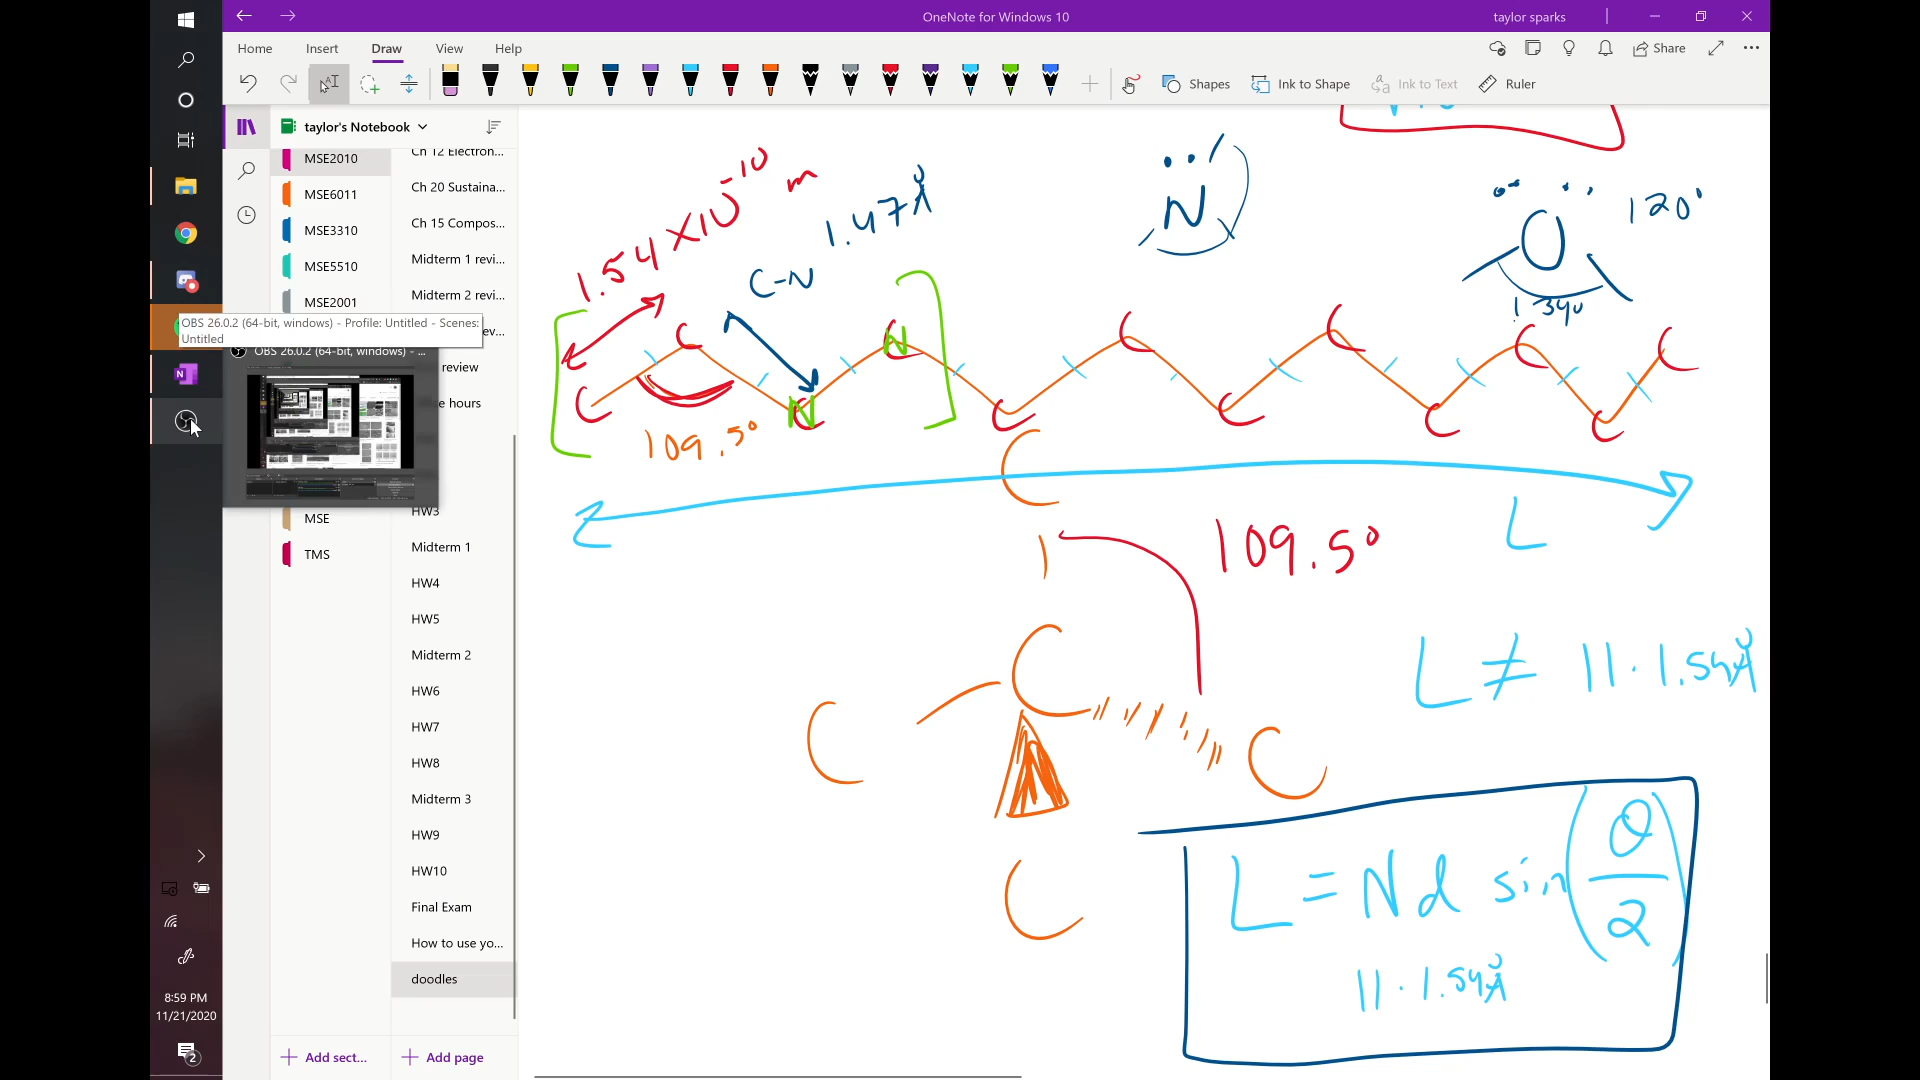 OneNote for Windows 10
taylor sparks
Home Insert Draw View Help
Share
Shapes
Ink to Shape
Ink to Text
Ruler
taylor's Notebook
MSE2010
MSE6011
MSE3310
MSE5510
MSE2001
OBS 26.0.2 (64-bit, windows) - Profile: Untitled - Scenes:
Untitled
OBS 26.0.2 (64-bit, windows) - ...
MSE
TMS
Ch 12 Electron...
Ch 20 Sustaina...
Ch 15 Compos...
Midterm 1 revi...
Midterm 2 revi...
review
hours
HW3
Midterm 1
HW4
HW5
Midterm 2
HW6
HW7
HW8
Midterm 3
HW9
HW10
Final Exam
How to use yo...
doodles
Add sect...
Add page
8:59 PM
11/21/2020
2
1.54 ×10⁻¹⁰ m
C-N
1.47Å
N
O
120°
134°
C C C N C N C C C C C C C C
109.5°
L
C
109.5°
C
C
C
C
L ≠ 11·1.54Å
L = Nd sin(θ/2)
11·1.54Å